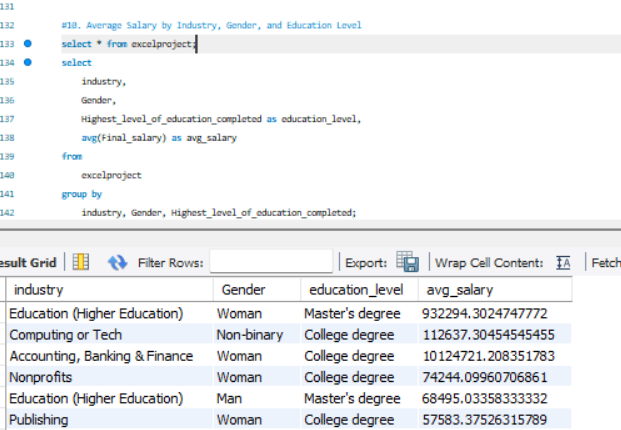 131
132 #10. Average Salary by Industry, Gender, and Education Level
133 select * from excelproject;
134 select
135 industry,
136 Gender,
137 Highest_level_of_education_completed as education_level,
138 avg(Final_salary) as avg_salary
139 from
140 excelproject
141 group by
142 industry, Gender, Highest_level_of_education_completed;
esult Grid Filter Rows: Export: Wrap Cell Content: IA Fetch
industry Gender education_level avg_salary
Education (Higher Education) Woman Master's degree 932294.3024747772
Computing or Tech Non-binary College degree 112637.30454545455
Accounting, Banking & Finance Woman College degree 10124721.208351783
Nonprofits Woman College degree 74244.09960706861
Education (Higher Education) Man Master's degree 68495.03358333332
Publishing Woman College degree 57583.37526315789